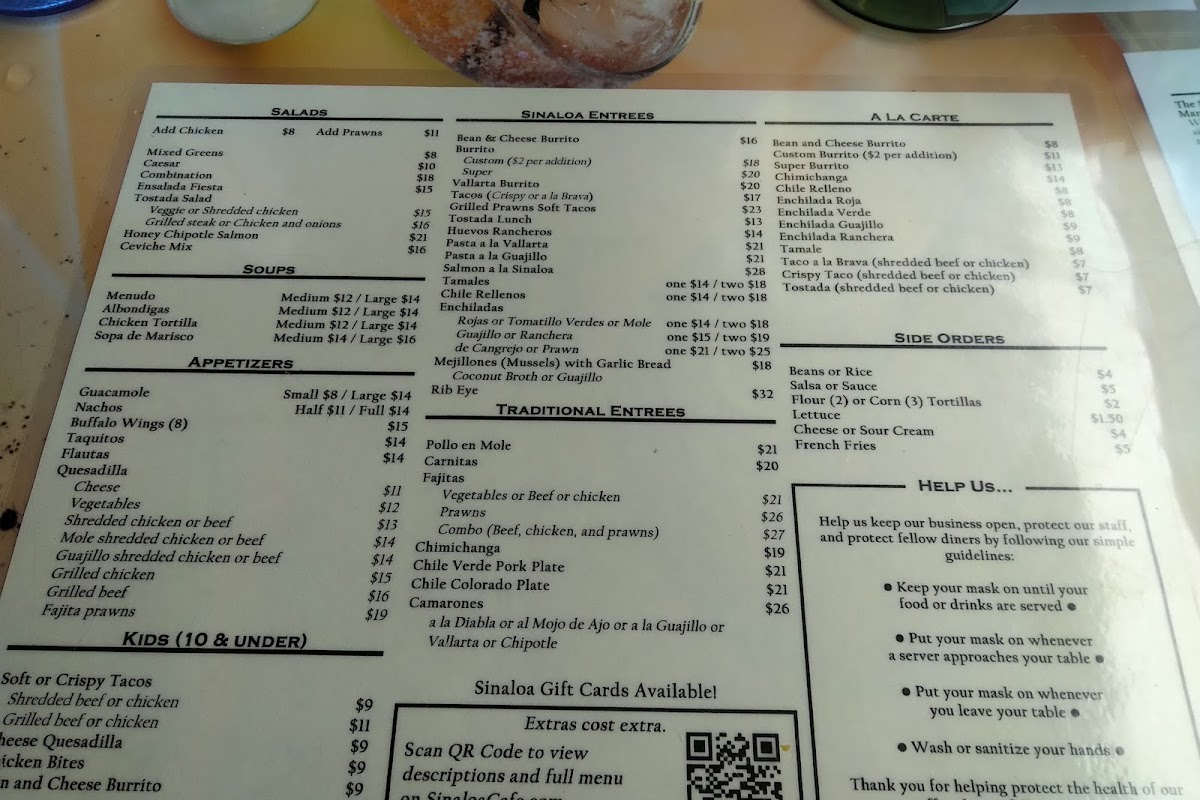 SALADS
Add Chicken $8 Add Prawns $11
Mixed Greens $8
Caesar $10
Combination $18
Ensalada Fiesta $15
Tostada Salad
Veggie or Shredded chicken $15
Grilled steak or Chicken and onions $16
Honey Chipotle Salmon $21
Ceviche Mix $16
SOUPS
Menudo Medium $12 / Large $14
Albondigas Medium $12 / Large $14
Chicken Tortilla Medium $12 / Large $14
Sopa de Marisco Medium $14 / Large $16
APPETIZERS
Guacamole Small $8 / Large $14
Nachos Half $11 / Full $14
Buffalo Wings (8) $15
Taquitos $14
Flautas $14
Quesadilla
Cheese $11
Vegetables $12
Shredded chicken or beef $13
Mole shredded chicken or beef $14
Guajillo shredded chicken or beef $14
Grilled chicken $15
Grilled beef $16
Fajita prawns $19
KIDS (10 & UNDER)
Soft or Crispy Tacos
Shredded beef or chicken $9
Grilled beef or chicken $11
heese Quesadilla $9
icken Bites $9
n and Cheese Burrito $9
SINALOA ENTREES
Bean & Cheese Burrito $16
Burrito
Custom ($2 per addition) $18
Super $20
Vallarta Burrito $20
Tacos (Crispy or a la Brava) $17
Grilled Prawns Soft Tacos $23
Tostada Lunch $13
Huevos Rancheros $14
Pasta a la Vallarta $21
Pasta a la Guajillo $21
Salmon a la Sinaloa $28
Tamales one $14 / two $18
Chile Rellenos one $14 / two $18
Enchiladas
Rojas or Tomatillo Verdes or Mole one $14 / two $18
Guajillo or Ranchera one $15 / two $19
de Cangrejo or Prawn one $21 / two $25
Mejillones (Mussels) with Garlic Bread $18
Coconut Broth or Guajillo
Rib Eye $32
TRADITIONAL ENTREES
Pollo en Mole $21
Carnitas $20
Fajitas
Vegetables or Beef or chicken $21
Prawns $26
Combo (Beef, chicken, and prawns) $27
Chimichanga $19
Chile Verde Pork Plate $21
Chile Colorado Plate $21
Camarones $26
a la Diabla or al Mojo de Ajo or a la Guajillo or
Vallarta or Chipotle
Sinaloa Gift Cards Available!
Extras cost extra.
Scan QR Code to view
descriptions and full menu
on SinaloaCafe.com
A LA CARTE
Bean and Cheese Burrito $8
Custom Burrito ($2 per addition) $11
Super Burrito $13
Chimichanga $14
Chile Relleno $8
Enchilada Roja $8
Enchilada Verde $8
Enchilada Guajillo $9
Enchilada Ranchera $9
Tamale $8
Taco a la Brava (shredded beef or chicken) $7
Crispy Taco (shredded beef or chicken) $7
Tostada (shredded beef or chicken) $7
SIDE ORDERS
Beans or Rice $4
Salsa or Sauce $5
Flour (2) or Corn (3) Tortillas $2
Lettuce $1.50
Cheese or Sour Cream $4
French Fries $5
HELP US...
Help us keep our business open, protect our staff,
and protect fellow diners by following our simple
guidelines:
● Keep your mask on until your
food or drinks are served ●
● Put your mask on whenever
a server approaches your table ●
● Put your mask on whenever
you leave your table ●
● Wash or sanitize your hands ●
Thank you for helping protect the health of our